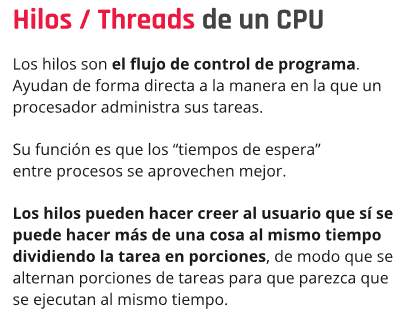 Hilos / Threads de un CPU
Los hilos son el flujo de control de programa.
Ayudan de forma directa a la manera en la que un
procesador administra sus tareas.
Su función es que los “tiempos de espera”
entre procesos se aprovechen mejor.
Los hilos pueden hacer creer al usuario que sí se
puede hacer más de una cosa al mismo tiempo
dividiendo la tarea en porciones, de modo que se
alternan porciones de tareas para que parezca que
se ejecutan al mismo tiempo.